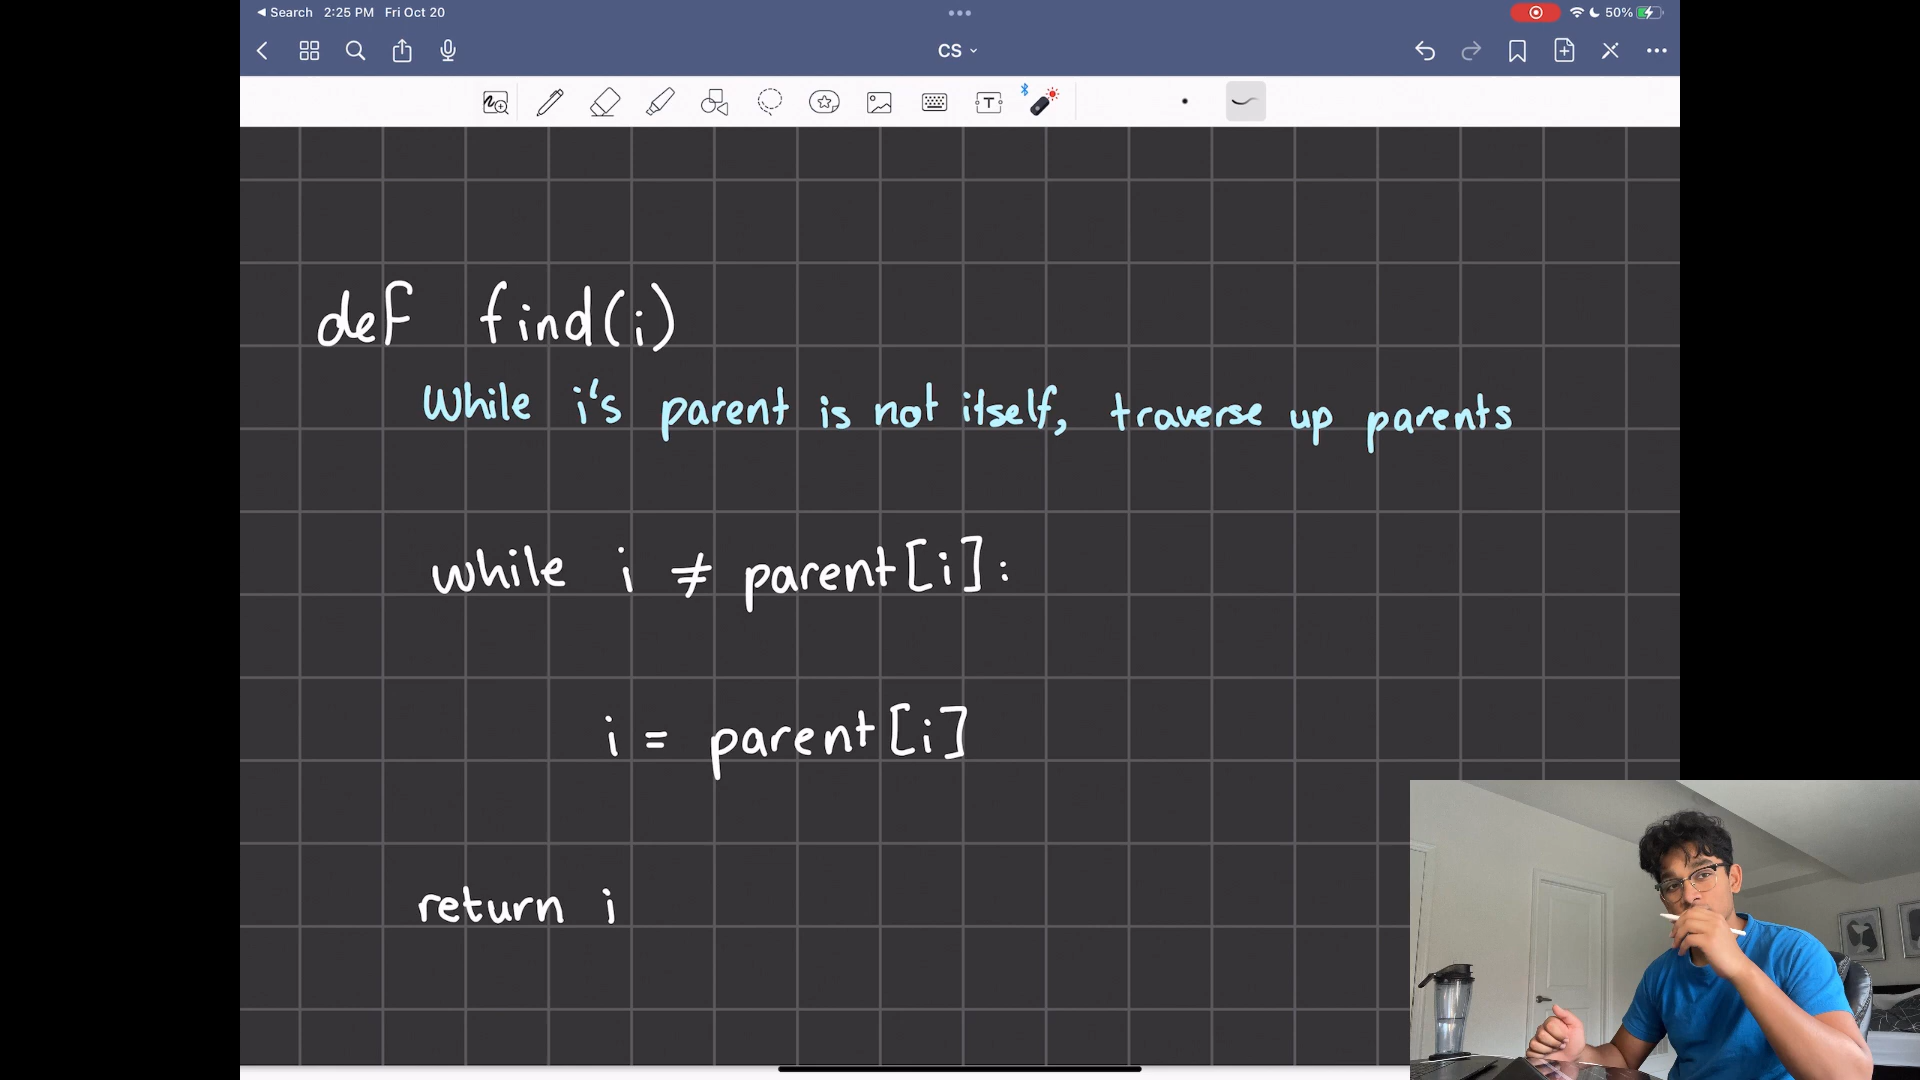 Search 2:25 PM Fri Oct 20
50%
CS
T
def find(i)
While i's parent is not itself, traverse up parents
while i ≠ parent[i]:
i = parent[i]
return i